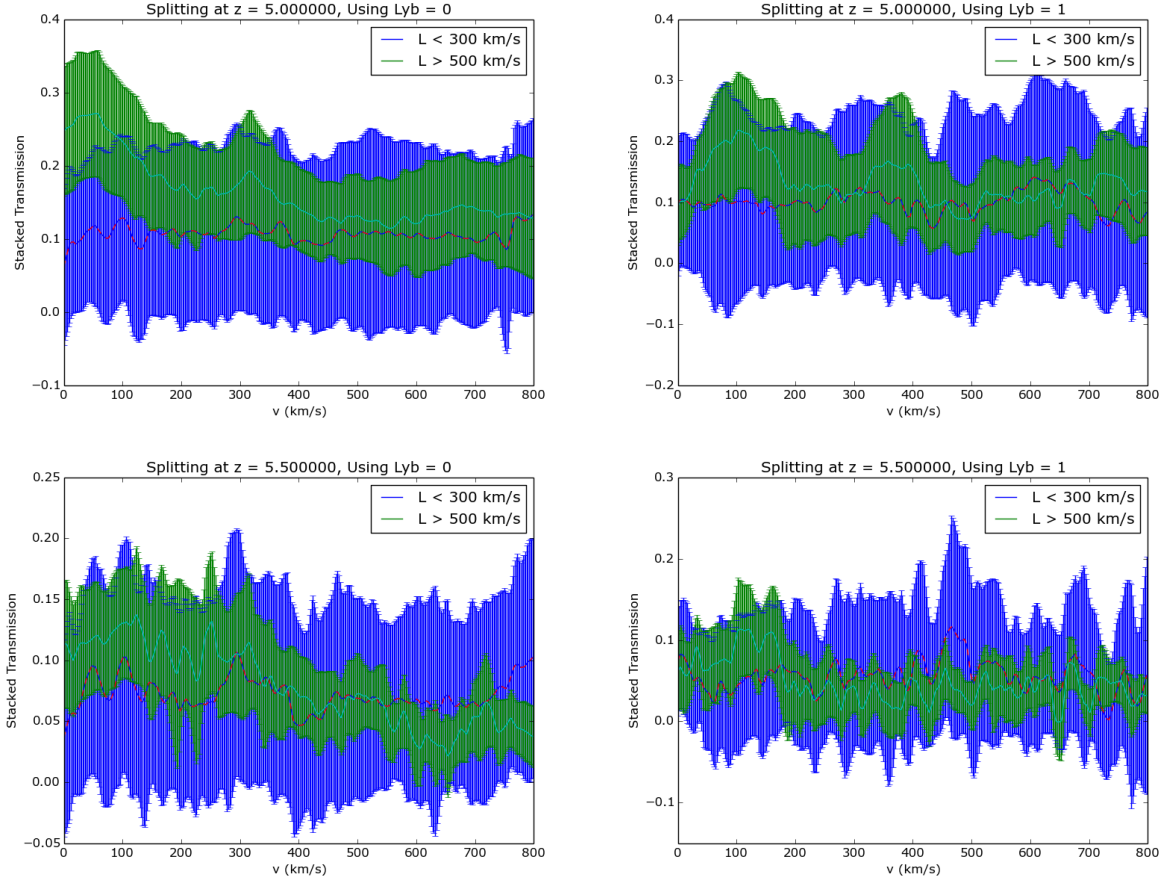 Splitting at z = 5.000000, Using Lyb = 0
0.4
0.3
0.2
0.1
0.0
−0.1
Stacked Transmission
L < 300 km/s
L > 500 km/s
0 100 200 300 400 500 600 700 800
v (km/s)
Splitting at z = 5.000000, Using Lyb = 1
0.4
0.3
0.2
0.1
0.0
−0.1
−0.2
Stacked Transmission
L < 300 km/s
L > 500 km/s
0 100 200 300 400 500 600 700 800
v (km/s)
Splitting at z = 5.500000, Using Lyb = 0
0.25
0.20
0.15
0.10
0.05
0.00
−0.05
Stacked Transmission
L < 300 km/s
L > 500 km/s
0 100 200 300 400 500 600 700 800
v (km/s)
Splitting at z = 5.500000, Using Lyb = 1
0.3
0.2
0.1
0.0
−0.1
Stacked Transmission
L < 300 km/s
L > 500 km/s
0 100 200 300 400 500 600 700 800
v (km/s)